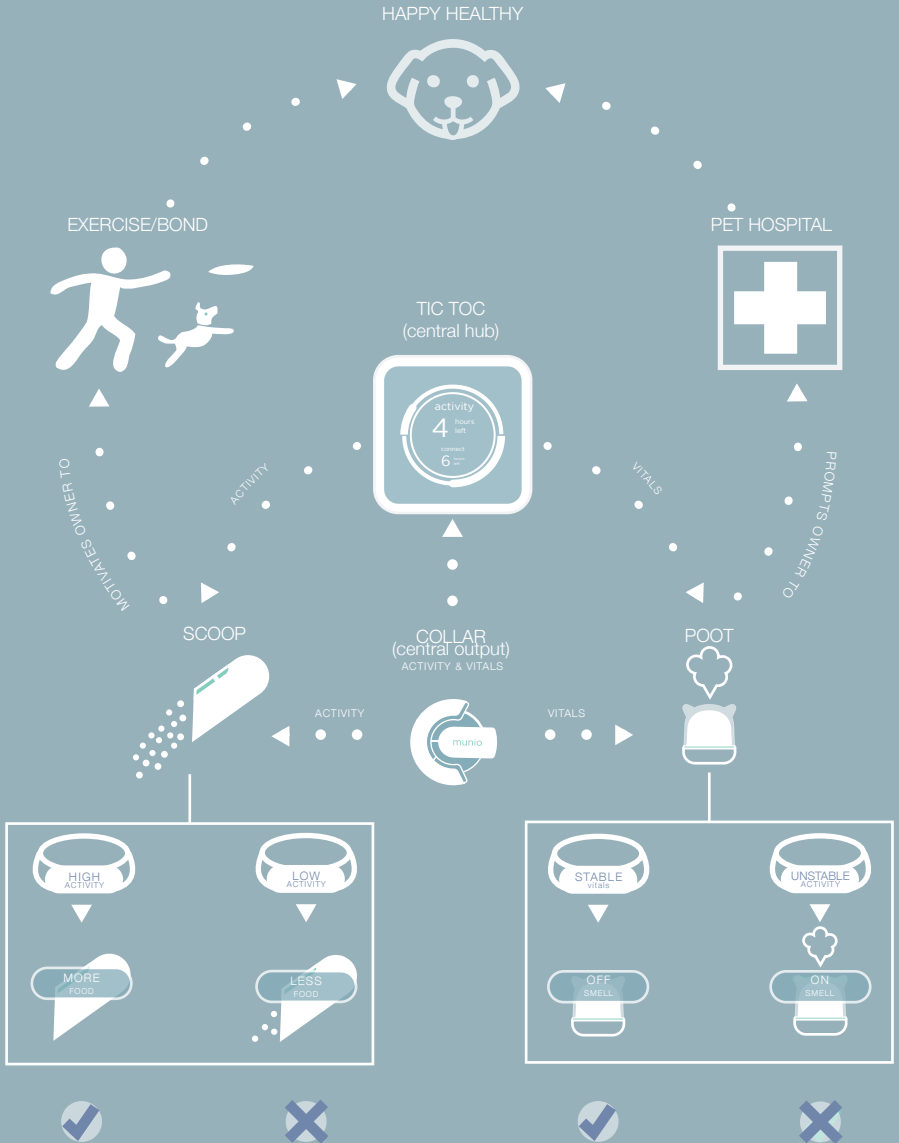 HAPPY HEALTHY
EXERCISE/BOND
PET HOSPITAL
TIC TOC
(central hub)
activity
4 hours
left
connect
6 hours
MOTIVATES OWNER TO
ACTIVITY
VITALS
PROMPTS OWNER TO
SCOOP
COLLAR
(central output)
ACTIVITY & VITALS
POOT
ACTIVITY
VITALS
munio
HIGH
ACTIVITY
LOW
ACTIVITY
STABLE
vitals
UNSTABLE
ACTIVITY
MORE
FOOD
LESS
FOOD
OFF
SMELL
ON
SMELL